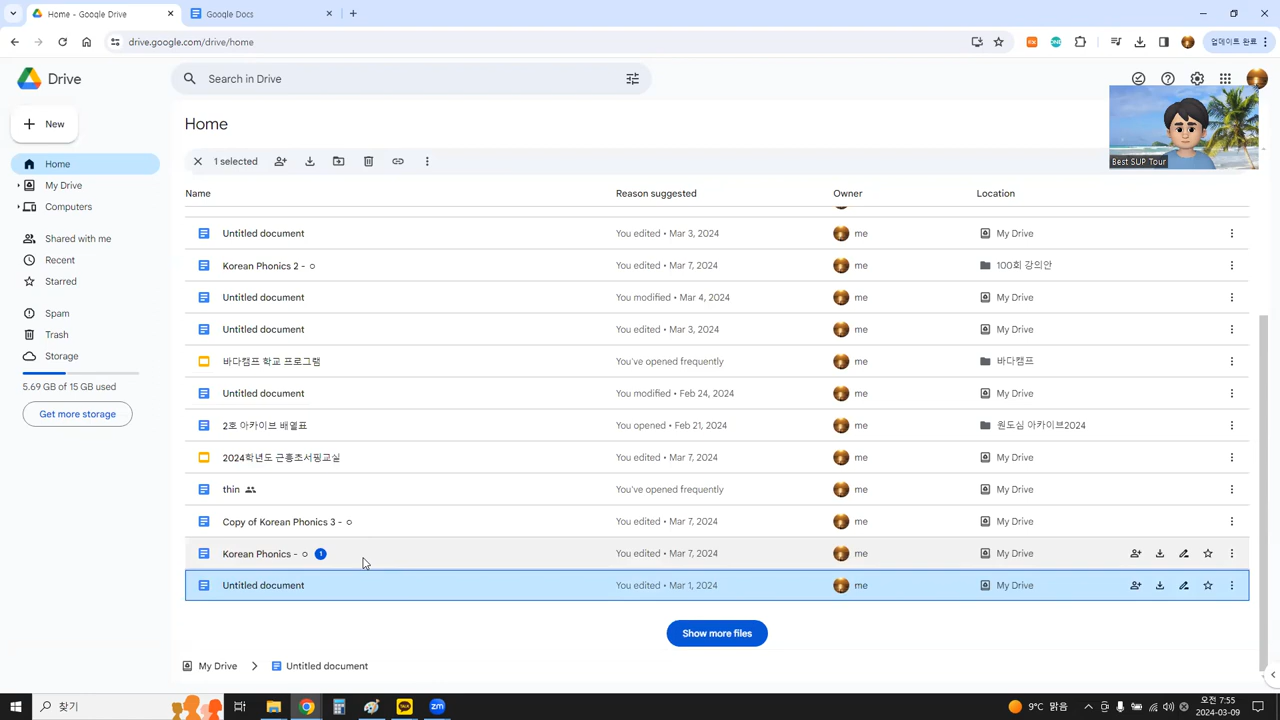 Home - Google Drive
Google Docs
drive.google.com/drive/home
업데이트 완료
Drive
Search in Drive
New
Home
My Drive
Computers
Shared with me
Recent
Starred
Spam
Trash
Storage
5.69 GB of 15 GB used
Get more storage
Home
1 selected
Name Reason suggested Owner Location
Untitled document You edited • Mar 3, 2024 me My Drive
Korean Phonics 2 - ㅇ You edited • Mar 7, 2024 me 100회 강의안
Untitled document You modified • Mar 4, 2024 me My Drive
Untitled document You edited • Mar 3, 2024 me My Drive
바다캠프 학교 프로그램 You've opened frequently me 바다캠프
Untitled document You modified • Feb 24, 2024 me My Drive
2호 아카이브 배열표 You opened • Feb 21, 2024 me 원도심 아카이브2024
2024학년도 근흥초서핑교실 You edited • Mar 7, 2024 me My Drive
thin You've opened frequently me My Drive
Copy of Korean Phonics 3 - ㅇ You edited • Mar 7, 2024 me My Drive
Korean Phonics - ㅇ 1 You edited • Mar 7, 2024 me My Drive
Untitled document You edited • Mar 1, 2024 me My Drive
Show more files
My Drive > Untitled document
Best SUP Tour
찾기
TALK
zm
9°C 맑음
오전 7:55
2024-03-09